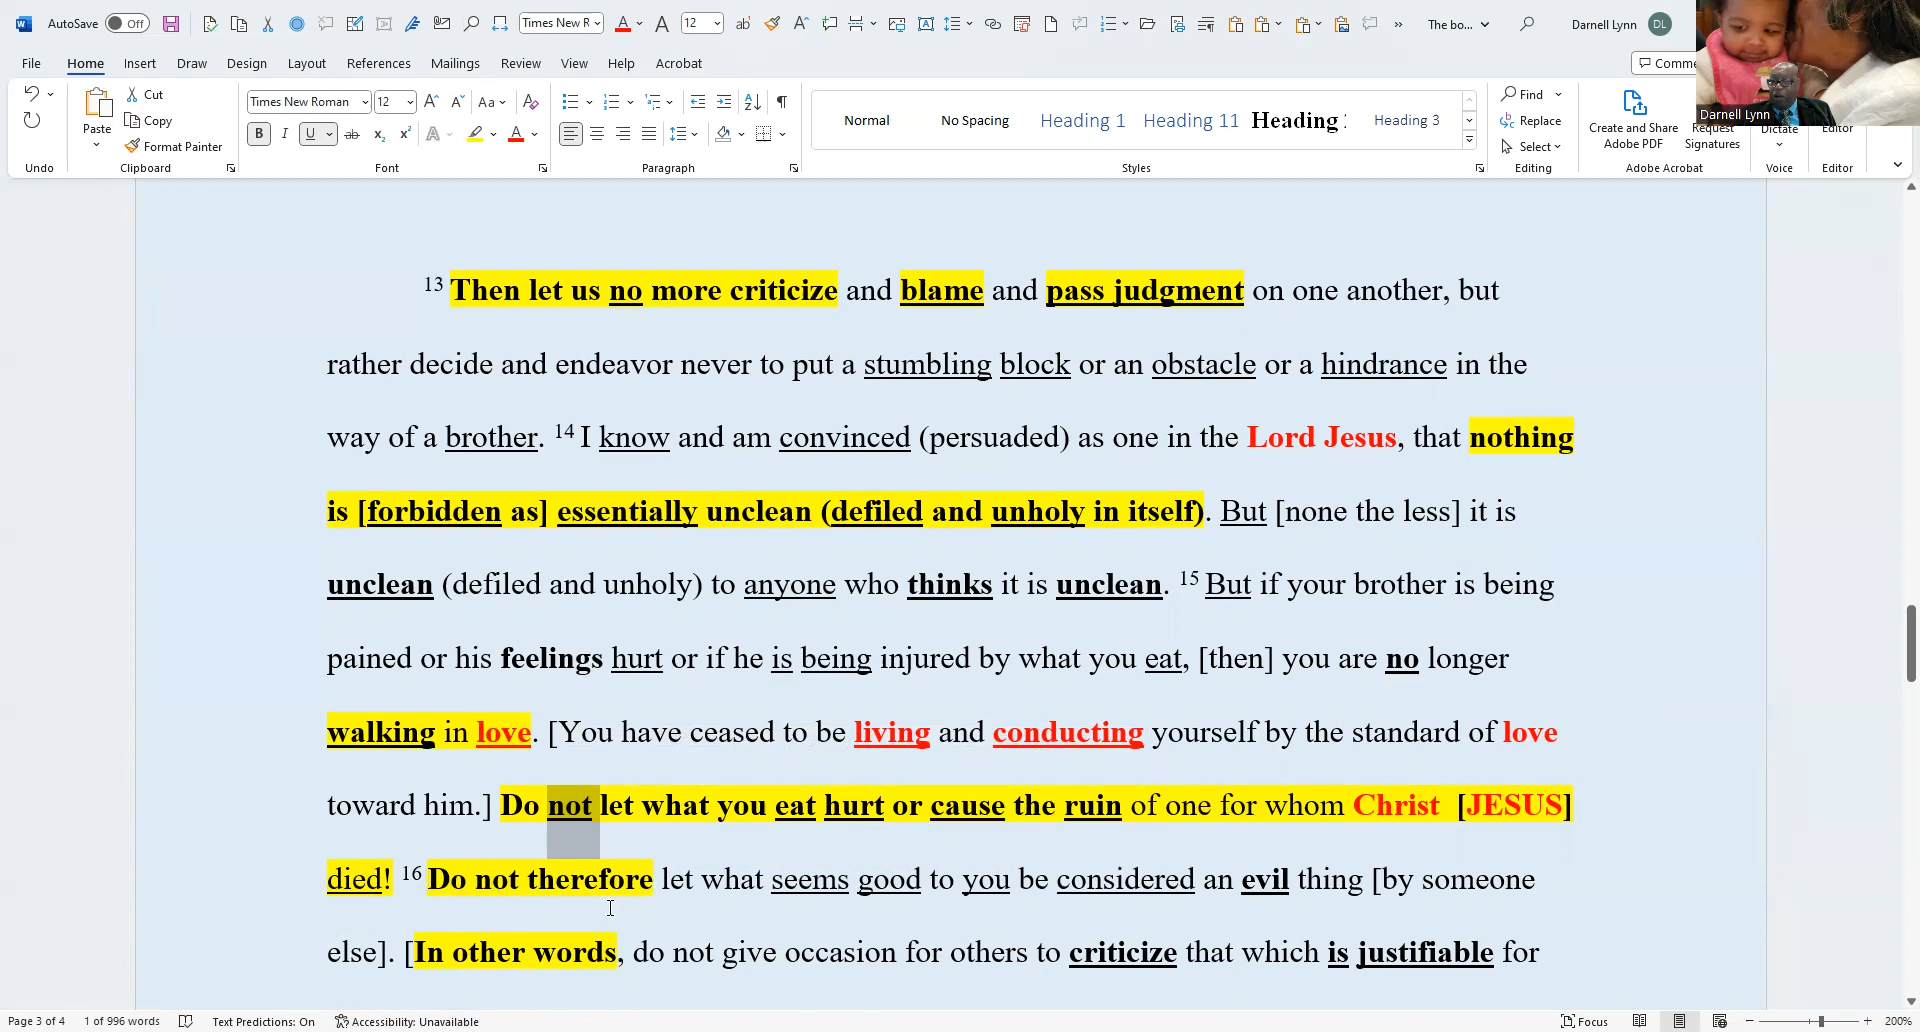 AutoSave Off Times New R 12 The bo... Darnell Lynn DL
File Home Insert Draw Design Layout References Mailings Review View Help Acrobat Comme
Darnell Lynn
Paste Cut Copy Format Painter
Times New Roman 12 Aa
B I U ab x₂ x² A A
Normal No Spacing Heading 1 Heading 11 Heading Heading 3
Find Replace Select
Create and Share Adobe PDF Request Signatures Dictate Editor
Undo Clipboard Font Paragraph Styles Editing Adobe Acrobat Voice Editor
13 Then let us no more criticize and blame and pass judgment on one another, but
rather decide and endeavor never to put a stumbling block or an obstacle or a hindrance in the
way of a brother. 14 I know and am convinced (persuaded) as one in the Lord Jesus, that nothing
is [forbidden as] essentially unclean (defiled and unholy in itself). But [none the less] it is
unclean (defiled and unholy) to anyone who thinks it is unclean. 15 But if your brother is being
pained or his feelings hurt or if he is being injured by what you eat, [then] you are no longer
walking in love. [You have ceased to be living and conducting yourself by the standard of love
toward him.] Do not let what you eat hurt or cause the ruin of one for whom Christ [JESUS]
died! 16 Do not therefore let what seems good to you be considered an evil thing [by someone
else]. [In other words, do not give occasion for others to criticize that which is justifiable for
Page 3 of 4 1 of 996 words Text Predictions: On Accessibility: Unavailable Focus 200%